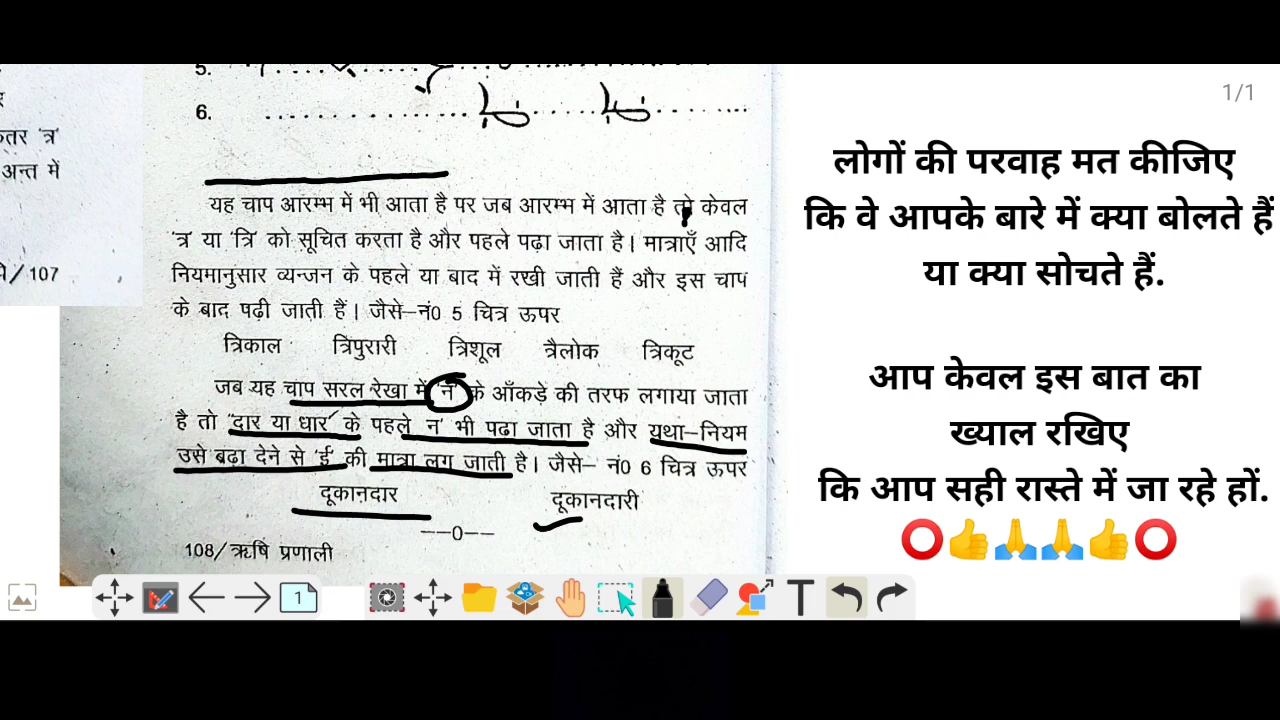 5.
6.
तर 'त्र'
अन्त में
/107
यह चाप आरम्भ में भी आता है पर जब आरम्भ में आता है तो केवल
'त्र' या 'त्रि' को सूचित करता है और पहले पढ़ा जाता है। मात्राएँ आदि
नियमानुसार व्यन्जन के पहले या बाद में रखी जाती हैं और इस चाप
के बाद पढ़ी जाती हैं। जैसे—नं0 5 चित्र ऊपर
त्रिकाल त्रिपुरारी त्रिशूल त्रैलोक त्रिकूट
जब यह चाप सरल रेखा में 'न' के आँकड़े की तरफ लगाया जाता
है तो 'दार या धार' के पहले न' भी पढा जाता है और यथा–नियम
उसे बढ़ा देने से 'ई' की मात्रा लग जाती है। जैसे– नं0 6 चित्र ऊपर
दूकानदार दूकानदारी
––0––
108/ऋषि प्रणाली
1/1
लोगों की परवाह मत कीजिए
कि वे आपके बारे में क्या बोलते हैं
या क्या सोचते हैं.
आप केवल इस बात का
ख्याल रखिए
कि आप सही रास्ते में जा रहे हों.
⭕👍🙏🙏👍⭕
1
T